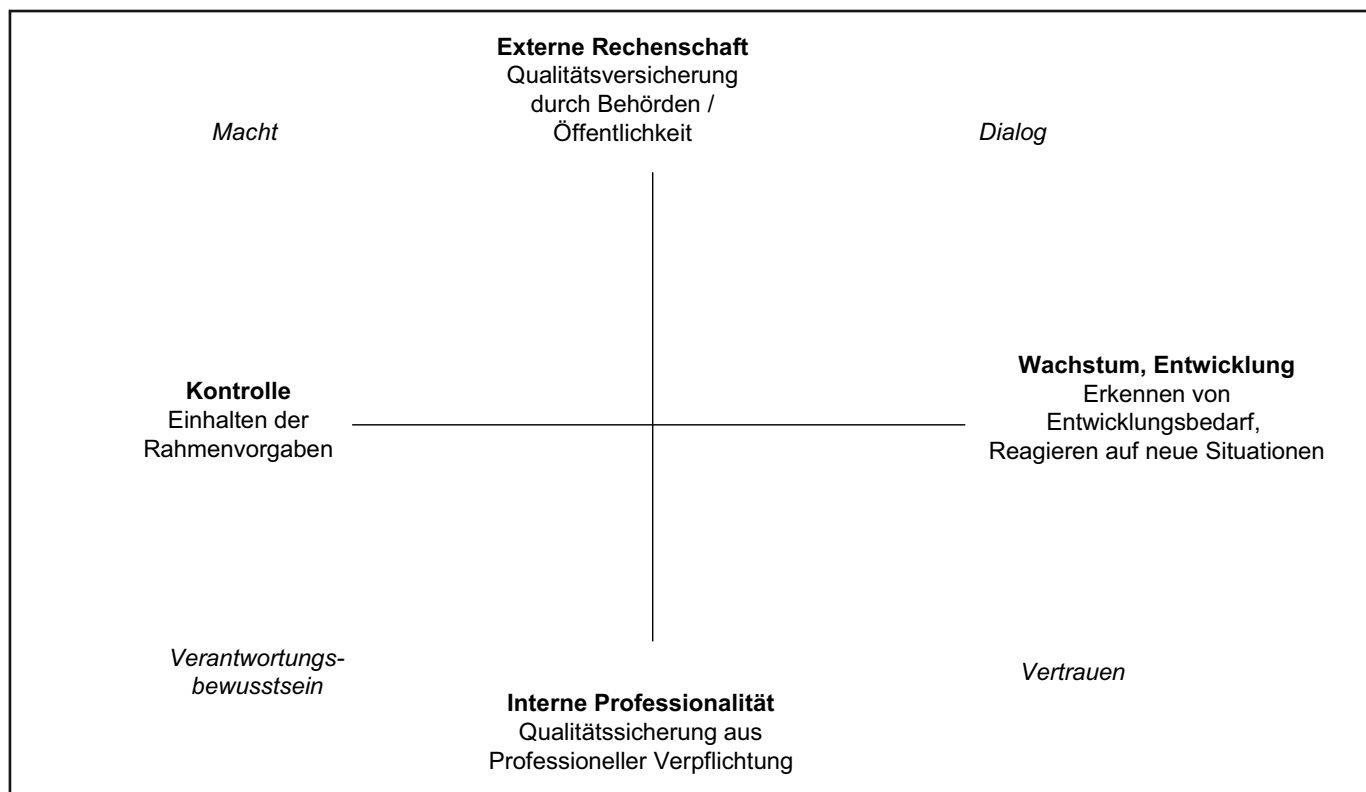 Externe Rechenschaft
Qualitätsversicherung
durch Behörden /
Öffentlichkeit
Macht
Dialog
Kontrolle
Einhalten der
Rahmenvorgaben
Wachstum, Entwicklung
Erkennen von
Entwicklungsbedarf,
Reagieren auf neue Situationen
Verantwortungs-
bewusstsein
Vertrauen
Interne Professionalität
Qualitätssicherung aus
Professioneller Verpflichtung